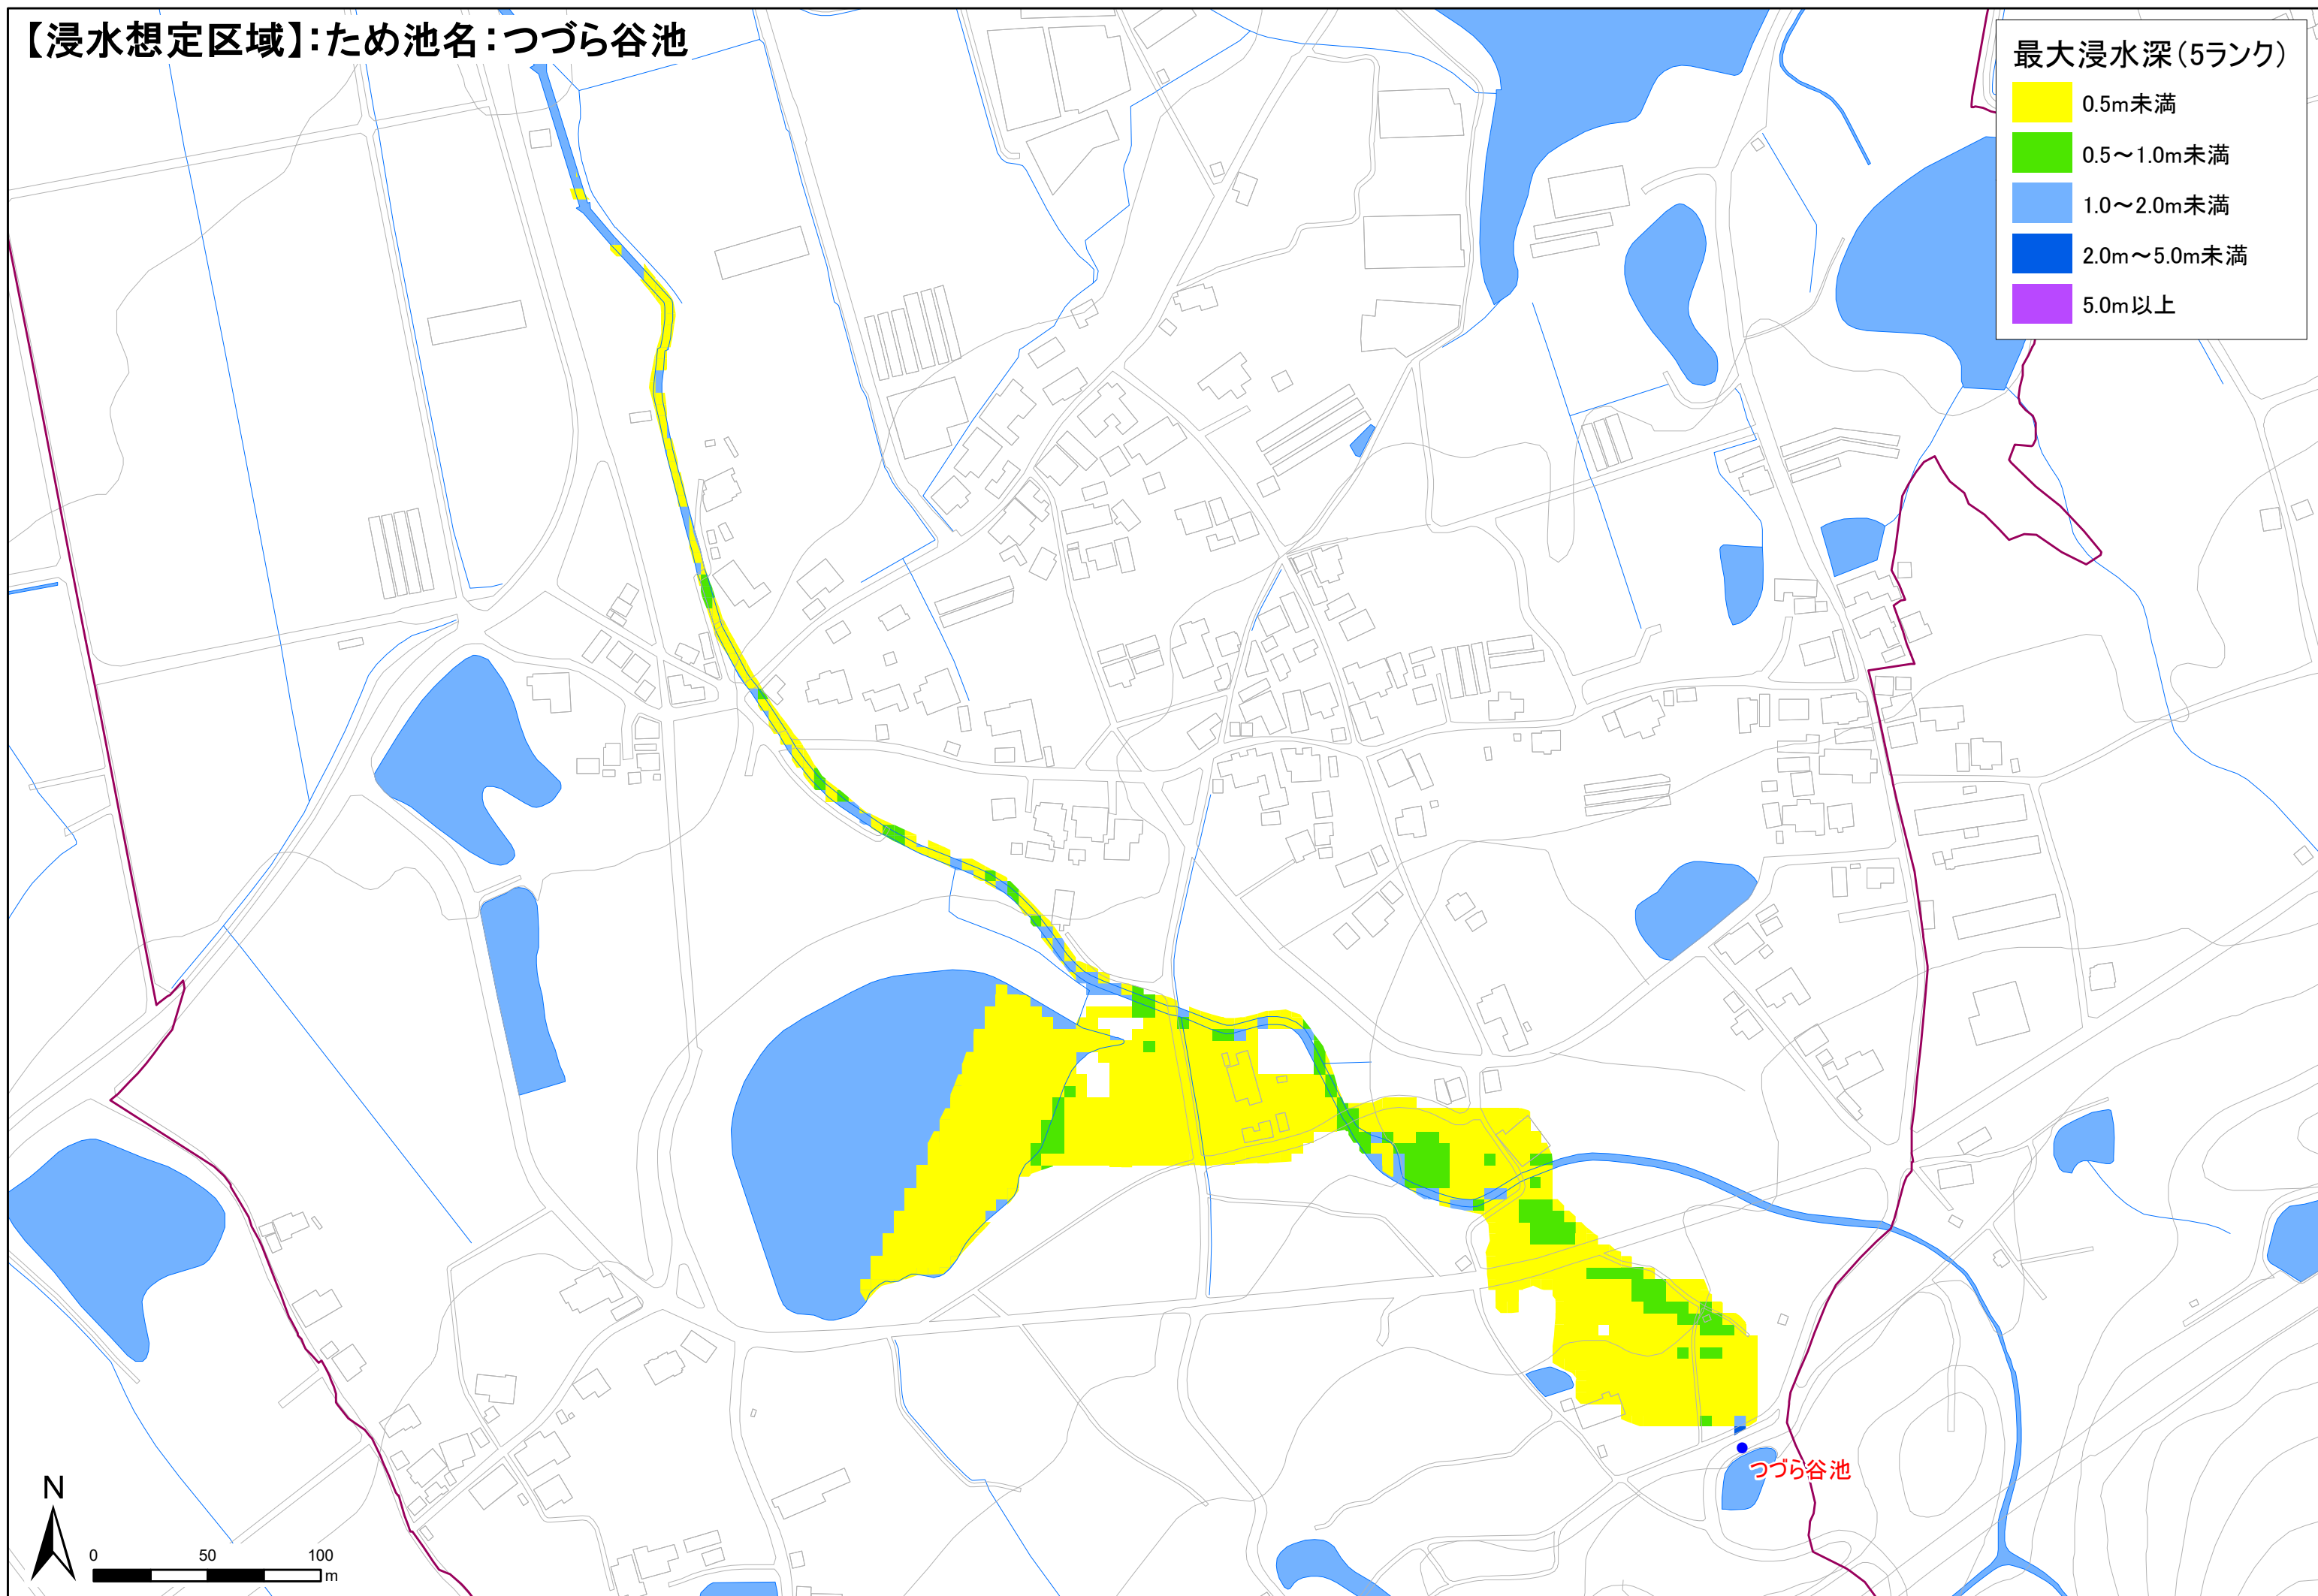 【浸水想定区域】:ため池名:つづら谷池
最大浸水深(5ランク)
0.5m未満
0.5~1.0m未満
1.0~2.0m未満
2.0m~5.0m未満
5.0m以上
つづら谷池
N
0 50 100
m